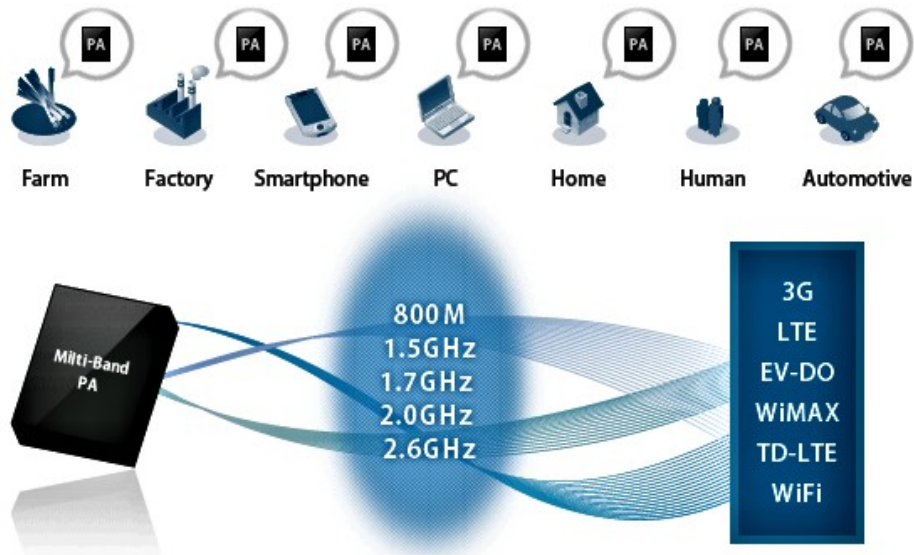 PA PA PA PA PA PA PA
Farm Factory Smartphone PC Home Human Automotive
Milti-Band
PA
800M
1.5GHz
1.7GHz
2.0GHz
2.6GHz
3G
LTE
EV-DO
WiMAX
TD-LTE
WiFi